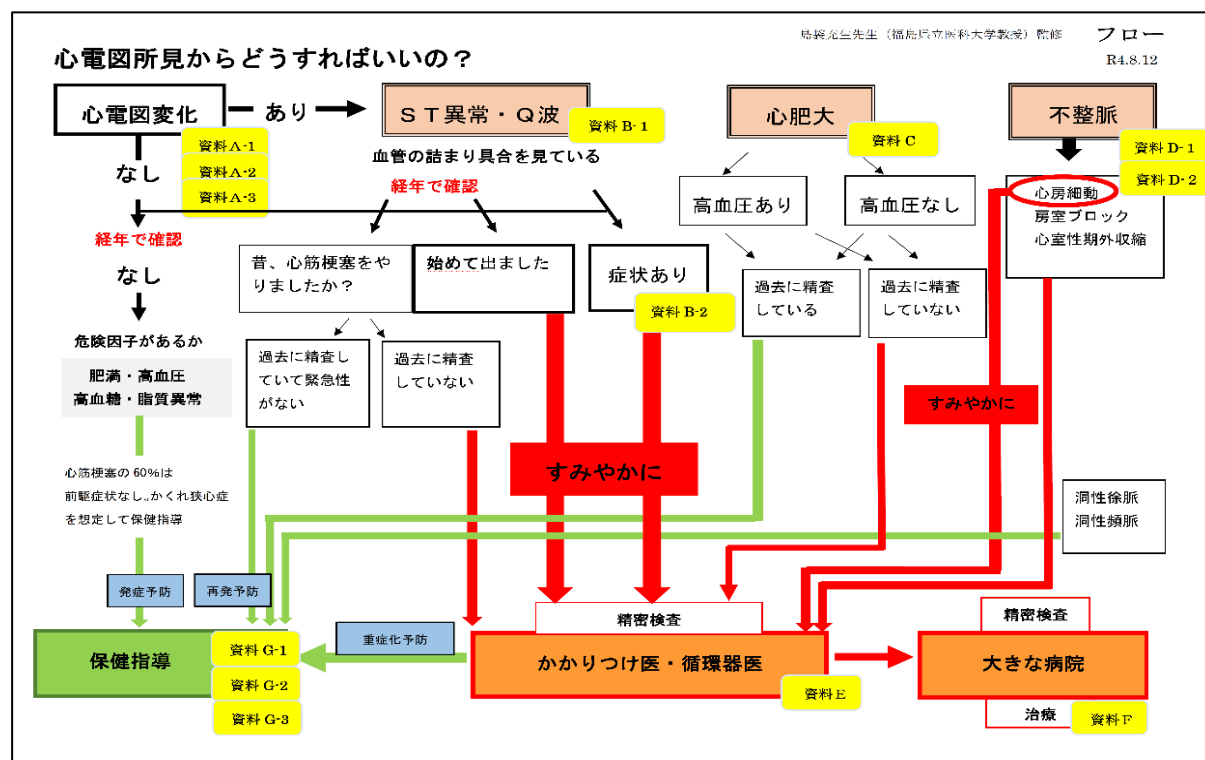 先生（福島県立医科大学教授）監修
フロー
R4.8.12
心電図所見からどうすればいいの？
心電図変化
あり
ＳＴ異常・Ｑ波
心肥大
不整脈
資料 A-1
資料 A-2
資料 A-3
資料 B-1
資料 C
資料 D-1
資料 D-2
なし
血管の詰まり具合を見ている
経年で確認
経年で確認
なし
昔、心筋梗塞をや
りましたか？
始めて出ました
症状あり
資料 B-2
高血圧あり
高血圧なし
心房細動
房室ブロック
心室性期外収縮
過去に精査
している
過去に精査
していない
危険因子があるか
肥満・高血圧
高血糖・脂質異常
過去に精査し
ていて緊急性
がない
過去に精査
していない
すみやかに
すみやかに
心筋梗塞の 60％は
前駆症状なし。かくれ狭心症
を想定して保健指導
洞性徐脈
洞性頻脈
発症予防
再発予防
重症化予防
精密検査
精密検査
保健指導
資料 G-1
資料 G-2
資料 G-3
かかりつけ医・循環器医
資料 E
大きな病院
治療
資料 F